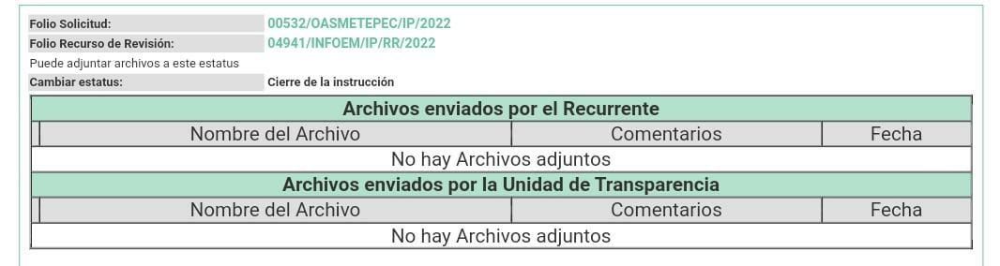 Folio Solicitud: 00532/OASMETEPEC/IP/2022
Folio Recurso de Revisión: 04941/INFOEM/IP/RR/2022
Puede adjuntar archivos a este estatus
Cambiar estatus: Cierre de la instrucción
Archivos enviados por el Recurrente
Nombre del Archivo Comentarios Fecha
No hay Archivos adjuntos
Archivos enviados por la Unidad de Transparencia
Nombre del Archivo Comentarios Fecha
No hay Archivos adjuntos